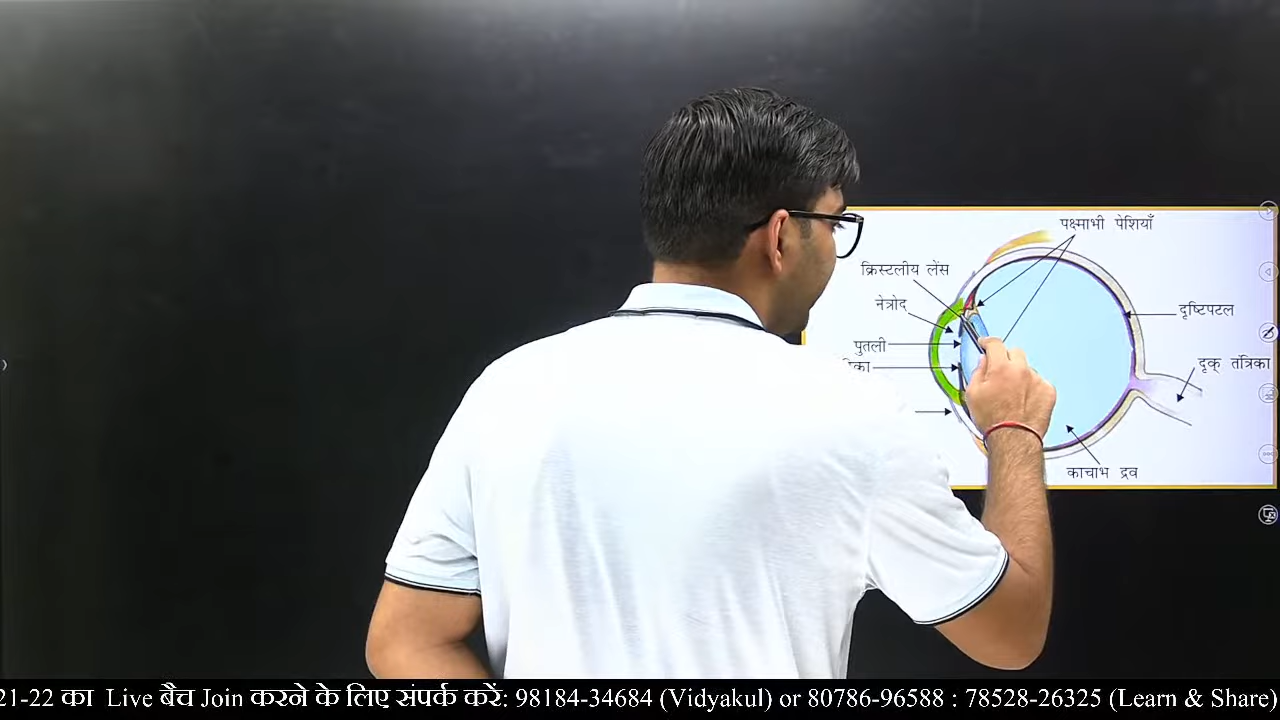 पक्ष्माभी पेशियाँ
क्रिस्टलीय लेंस
नेत्रोद
दृष्टिपटल
पुतली
दृक् तंत्रिका
काचाभ द्रव
21-22 का Live बैच Join करने के लिए संपर्क करें: 98184-34684 (Vidyakul) or 80786-96588 : 78528-26325 (Learn & Share)